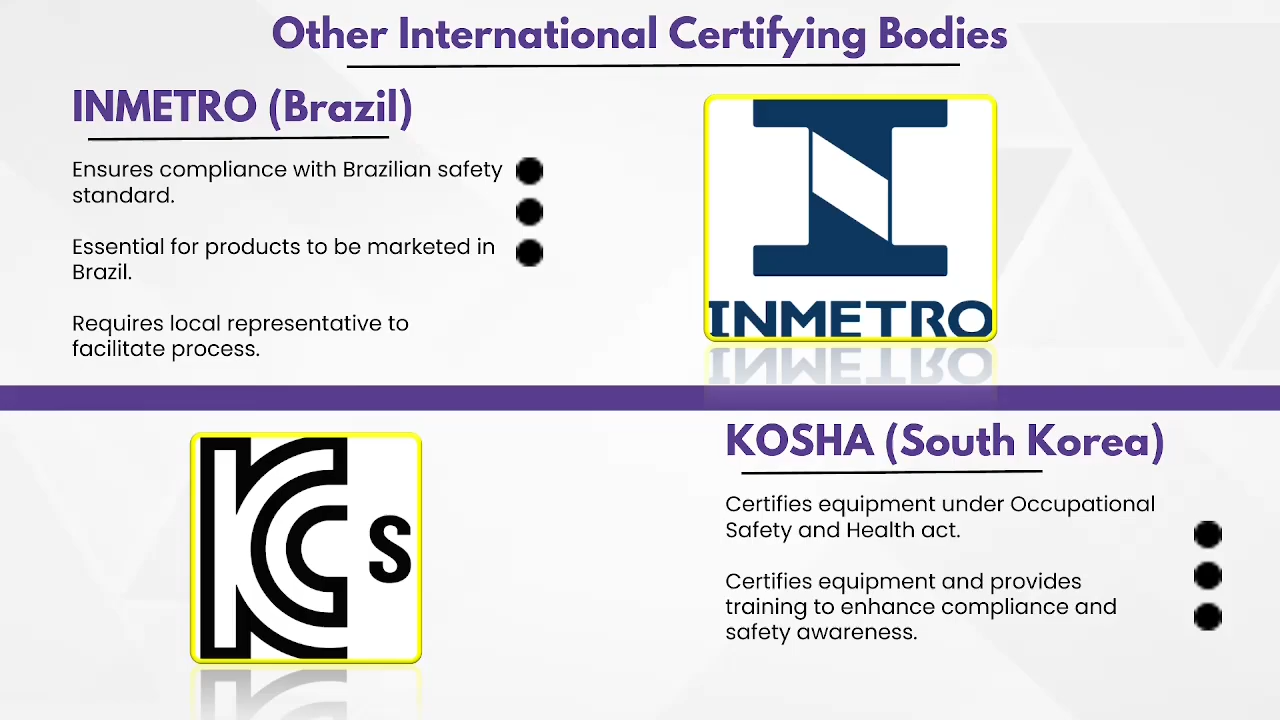 Other International Certifying Bodies
INMETRO (Brazil)
Ensures compliance with Brazilian safety
standard.
Essential for products to be marketed in
Brazil.
Requires local representative to
facilitate process.
INMETRO
KCs
KOSHA (South Korea)
Certifies equipment under Occupational
Safety and Health act.
Certifies equipment and provides
training to enhance compliance and
safety awareness.